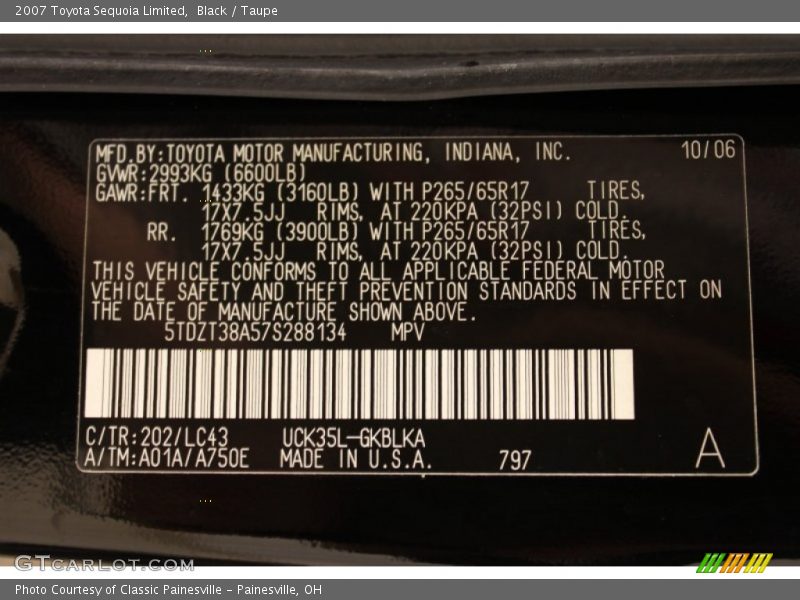 2007 Toyota Sequoia Limited,  Black / Taupe
MFD.BY:TOYOTA MOTOR MANUFACTURING, INDIANA, INC. 10/06
GVWR:2993KG (6600LB)
GAWR:FRT. 1433KG (3160LB) WITH P265/65R17 TIRES,
17X7.5JJ RIMS, AT 220KPA (32PSI) COLD.
RR. 1769KG (3900LB) WITH P265/65R17 TIRES,
17X7.5JJ RIMS, AT 220KPA (32PSI) COLD.
THIS VEHICLE CONFORMS TO ALL APPLICABLE FEDERAL MOTOR
VEHICLE SAFETY AND THEFT PREVENTION STANDARDS IN EFFECT ON
THE DATE OF MANUFACTURE SHOWN ABOVE.
5TDZT38A57S288134 MPV
C/TR:202/LC43 UCK35L-GKBLKA
A/TM:A01A/A750E MADE IN U.S.A. 797 A
GTcarlot.com
Photo Courtesy of Classic Painesville - Painesville, OH